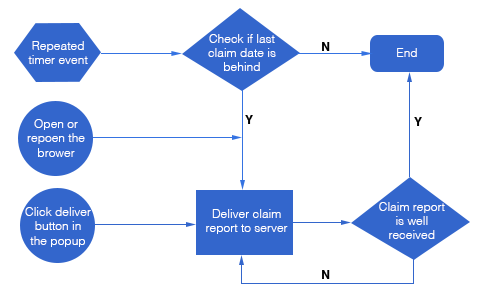 Repeated
timer event
Check if last
claim date is
behind
N
End
Y
Open or
repoen the
brower
Y
Click deliver
button in
the popup
Deliver claim
report to server
Claim report
is well
received
N